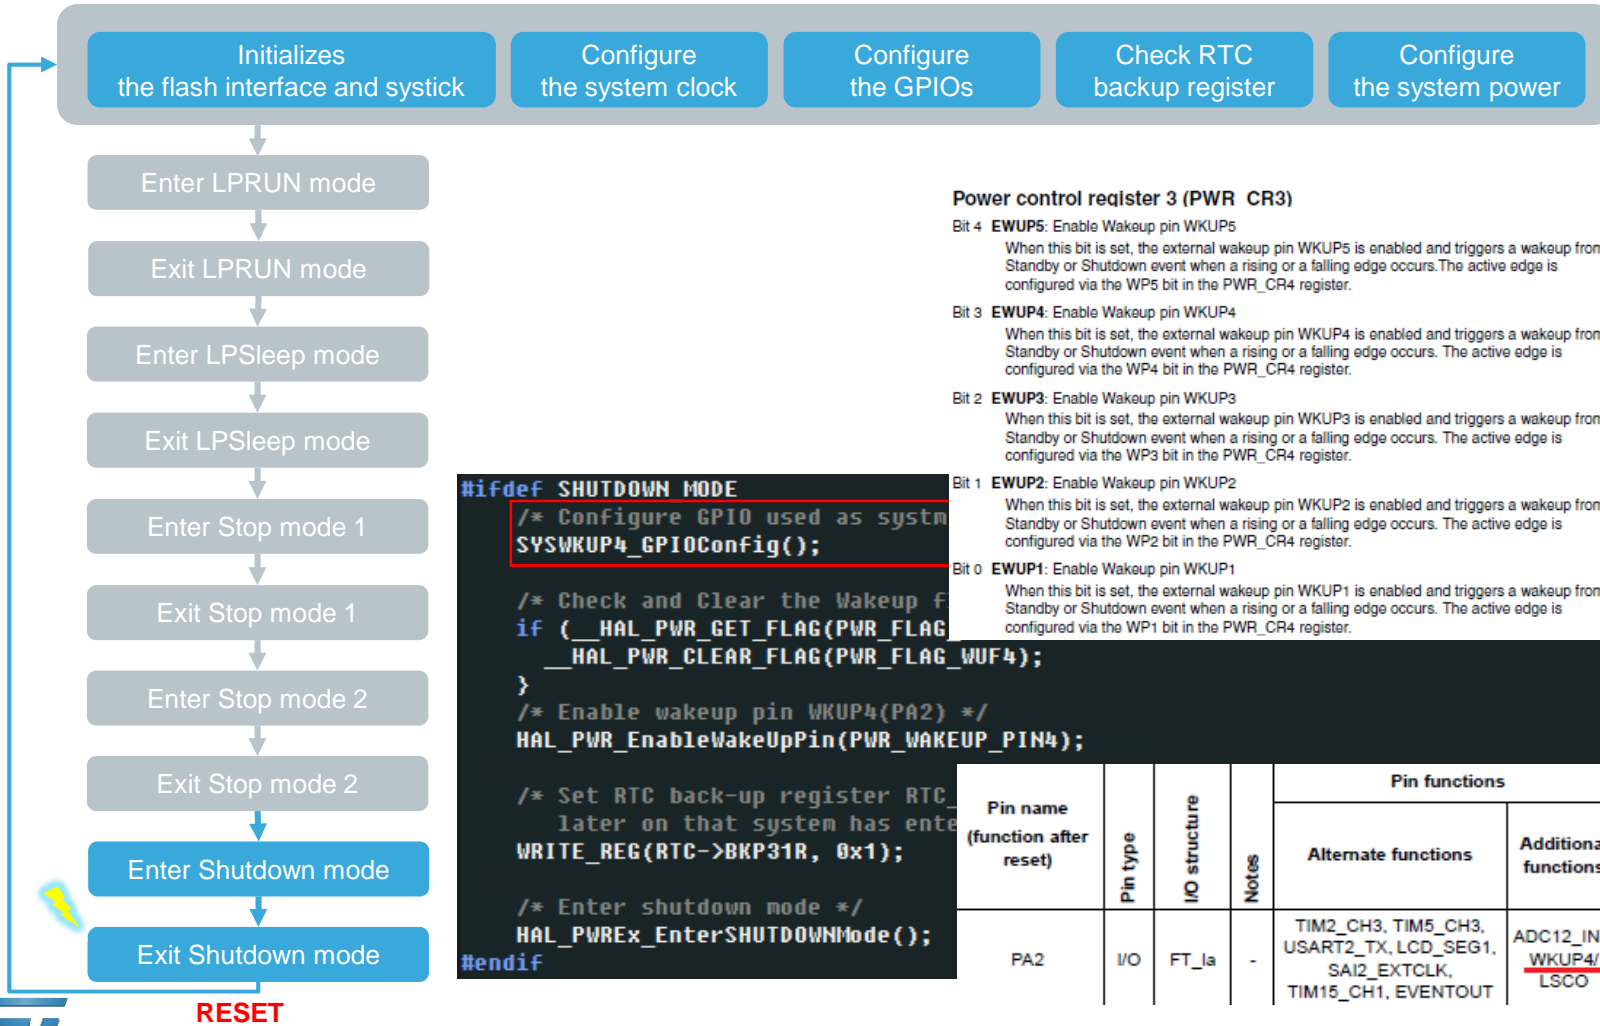 Initializes
the flash interface and systick
Configure
the system clock
Configure
the GPIOs
Check RTC
backup register
Configure
the system power
Enter LPRUN mode
Exit LPRUN mode
Enter LPSleep mode
Exit LPSleep mode
Enter Stop mode 1
Exit Stop mode 1
Enter Stop mode 2
Exit Stop mode 2
Enter Shutdown mode
Exit Shutdown mode
RESET
Power control register 3 (PWR_CR3)
Bit 4 EWUP5: Enable Wakeup pin WKUP5
When this bit is set, the external wakeup pin WKUP5 is enabled and triggers a wakeup from
Standby or Shutdown event when a rising or a falling edge occurs.The active edge is
configured via the WP5 bit in the PWR_CR4 register.
Bit 3 EWUP4: Enable Wakeup pin WKUP4
When this bit is set, the external wakeup pin WKUP4 is enabled and triggers a wakeup from
Standby or Shutdown event when a rising or a falling edge occurs. The active edge is
configured via the WP4 bit in the PWR_CR4 register.
Bit 2 EWUP3: Enable Wakeup pin WKUP3
When this bit is set, the external wakeup pin WKUP3 is enabled and triggers a wakeup from
Standby or Shutdown event when a rising or a falling edge occurs. The active edge is
configured via the WP3 bit in the PWR_CR4 register.
Bit 1 EWUP2: Enable Wakeup pin WKUP2
When this bit is set, the external wakeup pin WKUP2 is enabled and triggers a wakeup from
Standby or Shutdown event when a rising or a falling edge occurs. The active edge is
configured via the WP2 bit in the PWR_CR4 register.
Bit 0 EWUP1: Enable Wakeup pin WKUP1
When this bit is set, the external wakeup pin WKUP1 is enabled and triggers a wakeup from
Standby or Shutdown event when a rising or a falling edge occurs. The active edge is
configured via the WP1 bit in the PWR_CR4 register.
#ifdef SHUTDOWN_MODE
/* Configure GPIO used as systm
SYSWKUP4_GPIOConfig();
/* Check and Clear the Wakeup f
if (__HAL_PWR_GET_FLAG(PWR_FLAG_
__HAL_PWR_CLEAR_FLAG(PWR_FLAG_WUF4);
}
/* Enable wakeup pin WKUP4(PA2) */
HAL_PWR_EnableWakeUpPin(PWR_WAKEUP_PIN4);
/* Set RTC back-up register RTC_
later on that system has ente
WRITE_REG(RTC->BKP31R, 0x1);
/* Enter shutdown mode */
HAL_PWREx_EnterSHUTDOWNMode();
#endif
Pin name
(function after
reset)
Pin type
I/O structure
Notes
Pin functions
Alternate functions
Additiona
functions
PA2
I/O
FT_la
-
TIM2_CH3, TIM5_CH3,
USART2_TX, LCD_SEG1,
SAI2_EXTCLK,
TIM15_CH1, EVENTOUT
ADC12_IN
WKUP4/
LSCO